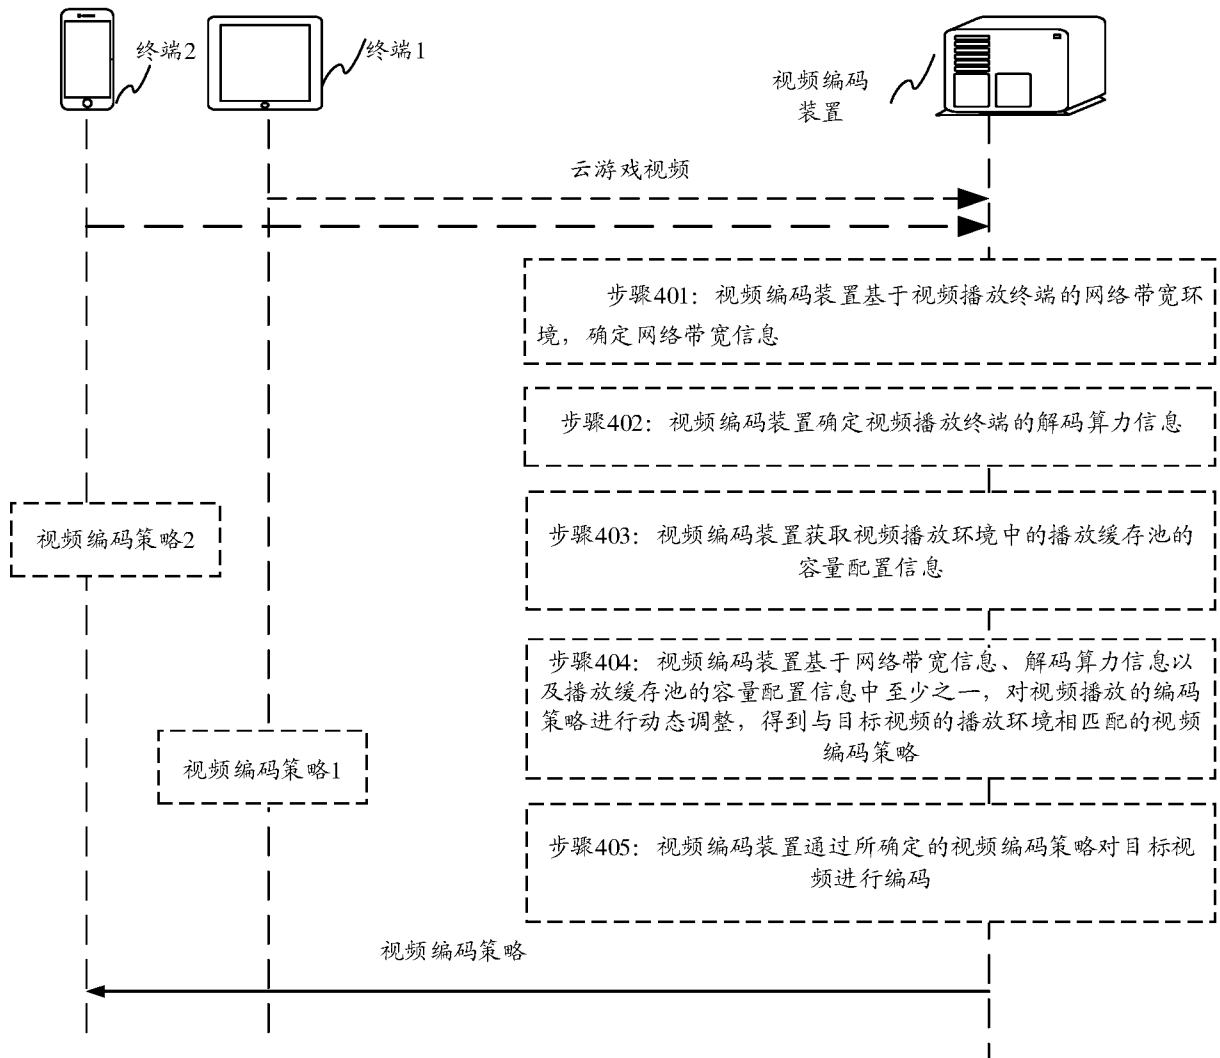 终端2
终端1
视频编码
装置
云游戏视频
步骤401：视频编码装置基于视频播放终端的网络带宽环
境，确定网络带宽信息
步骤402：视频编码装置确定视频播放终端的解码算力信息
视频编码策略2
步骤403：视频编码装置获取视频播放环境中的播放缓存池的
容量配置信息
步骤404：视频编码装置基于网络带宽信息、解码算力信息以
及播放缓存池的容量配置信息中至少之一，对视频播放的编码
策略进行动态调整，得到与目标视频的播放环境相匹配的视频
编码策略
视频编码策略1
步骤405：视频编码装置通过所确定的视频编码策略对目标视
频进行编码
视频编码策略